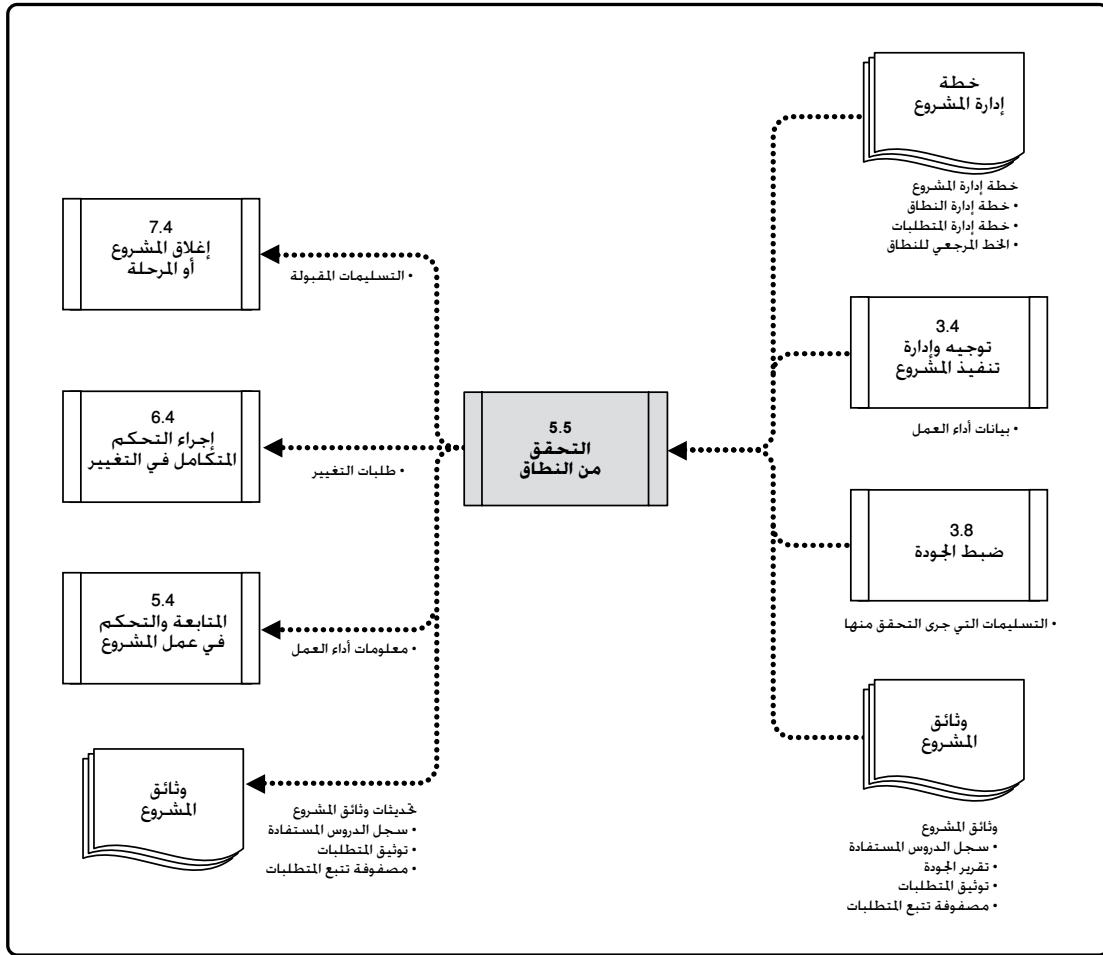 خطة
إدارة المشروع
خطة إدارة المشروع
• خطة إدارة النطاق
• خطة إدارة المتطلبات
• الخط المرجعي للنطاق
3.4
توجيه وإدارة
تنفيذ المشروع
• بيانات أداء العمل
3.8
ضبط الجودة
• التسليمات التي جرى التحقق منها
وثائق
المشروع
وثائق المشروع
• سجل الدروس المستفادة
• تقرير الجودة
• توثيق المتطلبات
• مصفوفة تتبع المتطلبات
5.5
التحقق
من النطاق
7.4
إغلاق المشروع
أو المرحلة
• التسليمات المقبولة
6.4
إجراء التحكم
المتكامل في التغيير
• طلبات التغيير
5.4
المتابعة والتحكم
في عمل المشروع
• معلومات أداء العمل
وثائق
المشروع
تحديثات وثائق المشروع
• سجل الدروس المستفادة
• توثيق المتطلبات
• مصفوفة تتبع المتطلبات